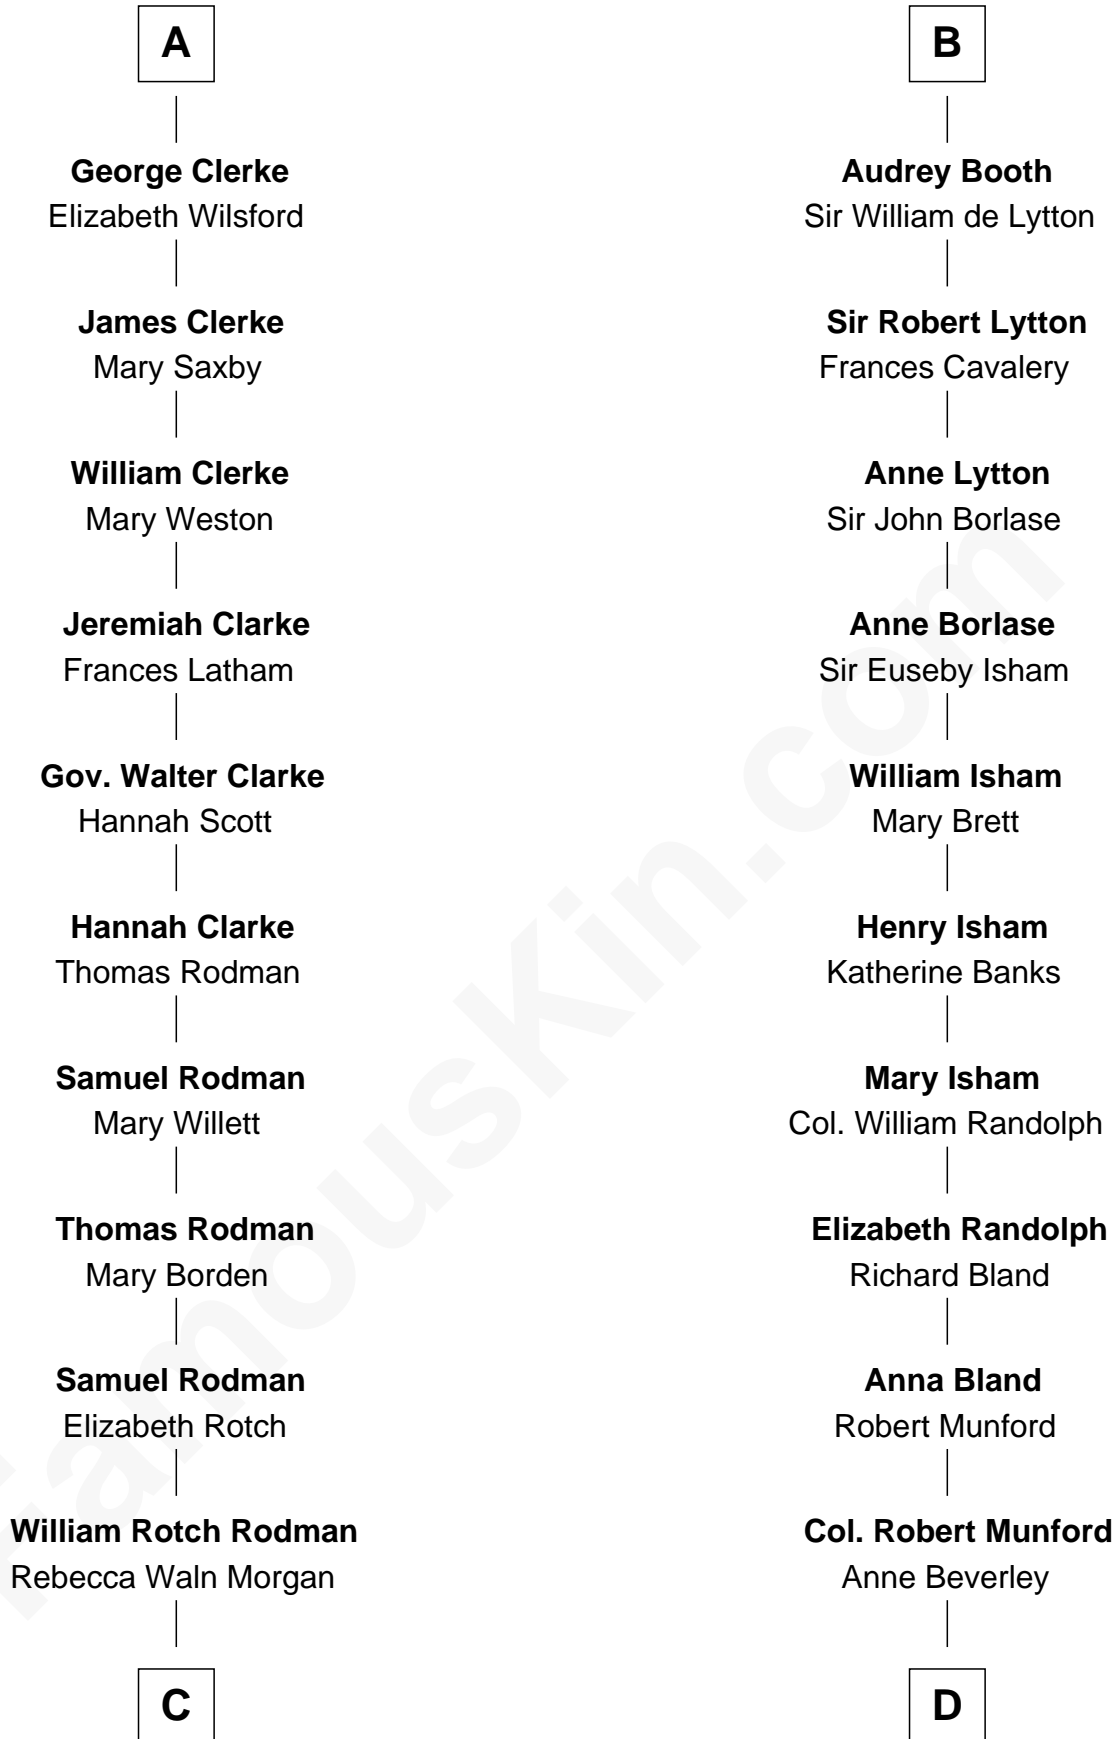 A
George Clerke
Elizabeth Wilsford
James Clerke
Mary Saxby
William Clerke
Mary Weston
Jeremiah Clarke
Frances Latham
Gov. Walter Clarke
Hannah Scott
Hannah Clarke
Thomas Rodman
Samuel Rodman
Mary Willett
Thomas Rodman
Mary Borden
Samuel Rodman
Elizabeth Rotch
William Rotch Rodman
Rebecca Waln Morgan
C
B
Audrey Booth
Sir William de Lytton
Sir Robert Lytton
Frances Cavalery
Anne Lytton
Sir John Borlase
Anne Borlase
Sir Euseby Isham
William Isham
Mary Brett
Henry Isham
Katherine Banks
Mary Isham
Col. William Randolph
Elizabeth Randolph
Richard Bland
Anna Bland
Robert Munford
Col. Robert Munford
Anne Beverley
D
FamousKin.com